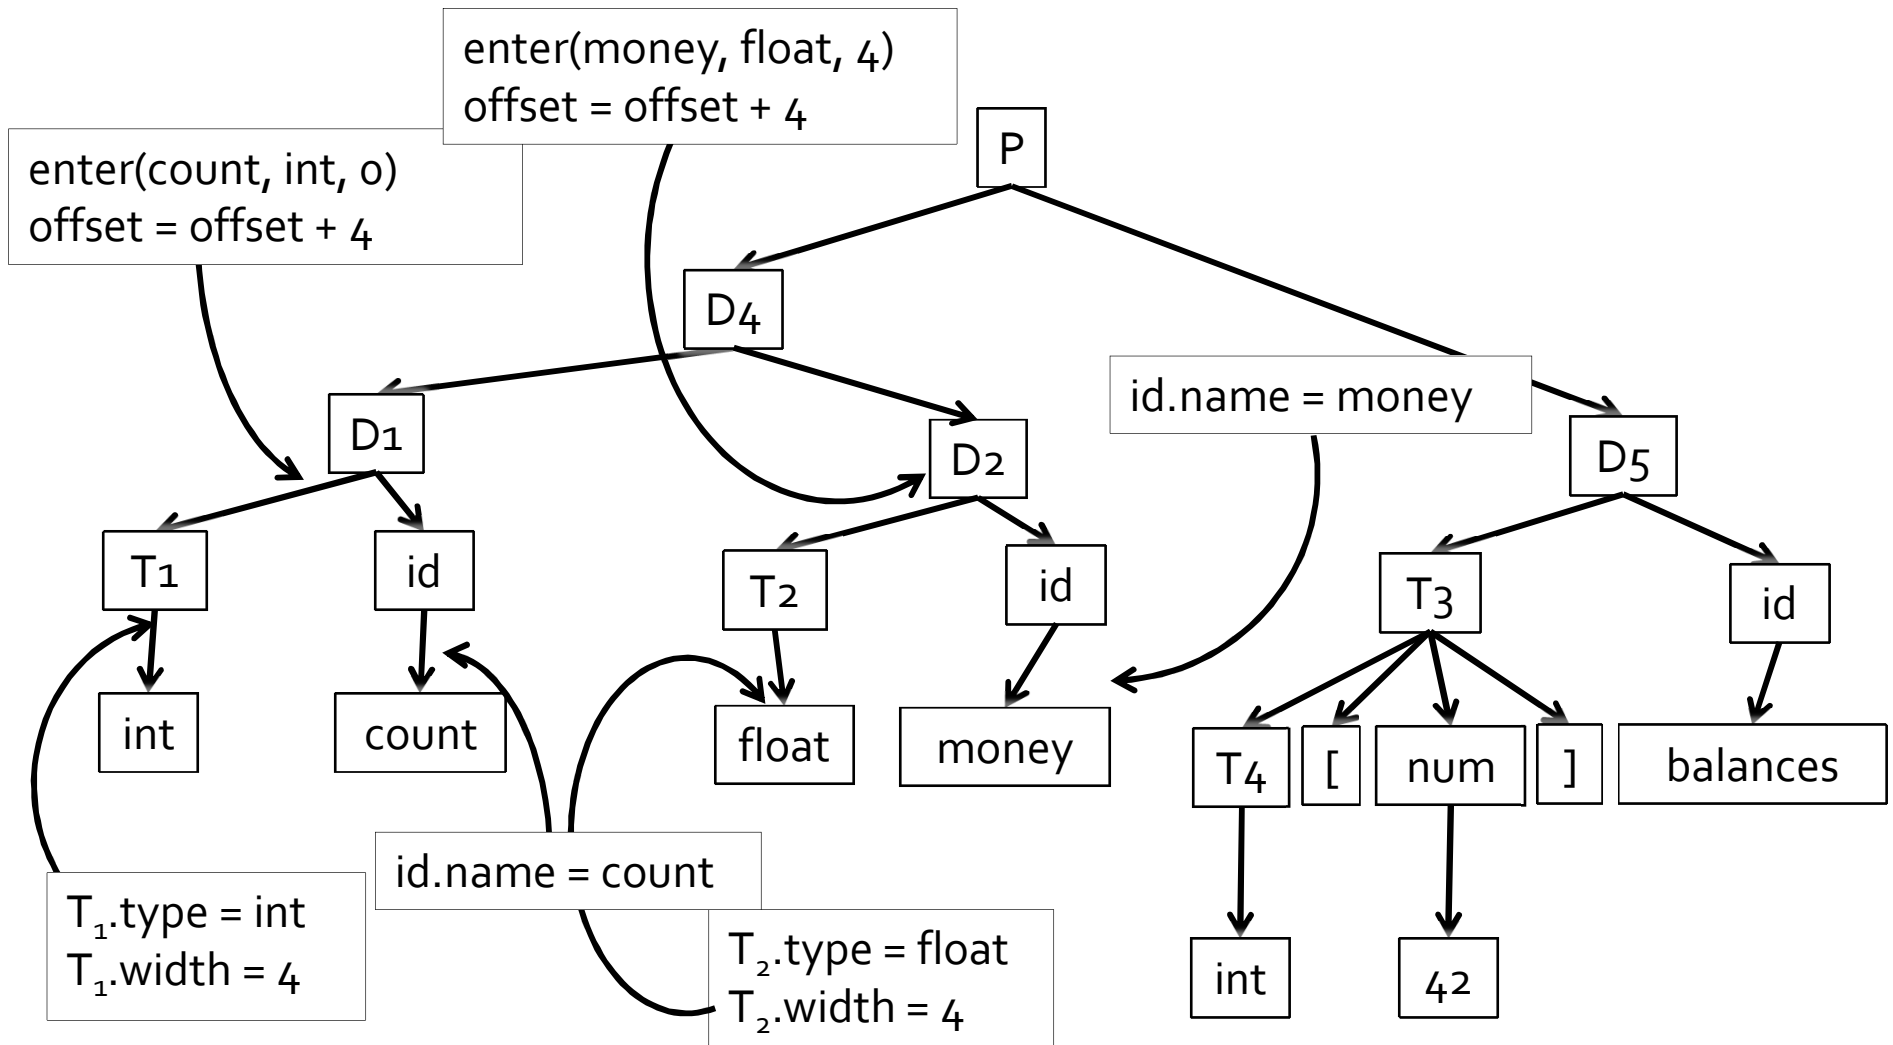 enter(money, float, 4)
offset = offset + 4
enter(count, int, 0)
offset = offset + 4
P
D4
id.name = money
D1
D2
D5
T1
id
T2
id
T3
id
int
count
float
money
T4
[
num
]
balances
id.name = count
T1.type = int
T1.width = 4
T2.type = float
T2.width = 4
int
42